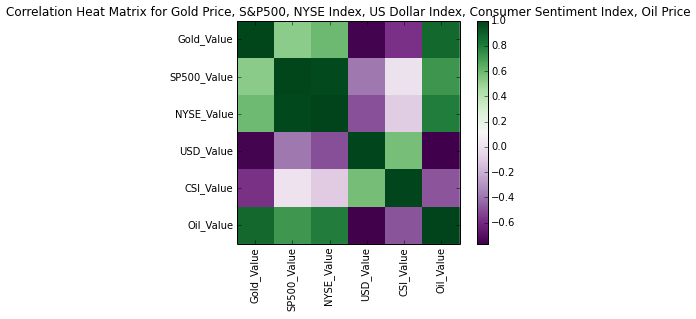 Correlation Heat Matrix for Gold Price, S&P500, NYSE Index, US Dollar Index, Consumer Sentiment Index, Oil Price
Gold_Value
SP500_Value
NYSE_Value
USD_Value
CSI_Value
Oil_Value
Gold_Value
SP500_Value
NYSE_Value
USD_Value
CSI_Value
Oil_Value
1.0
0.8
0.6
0.4
0.2
0.0
−0.2
−0.4
−0.6